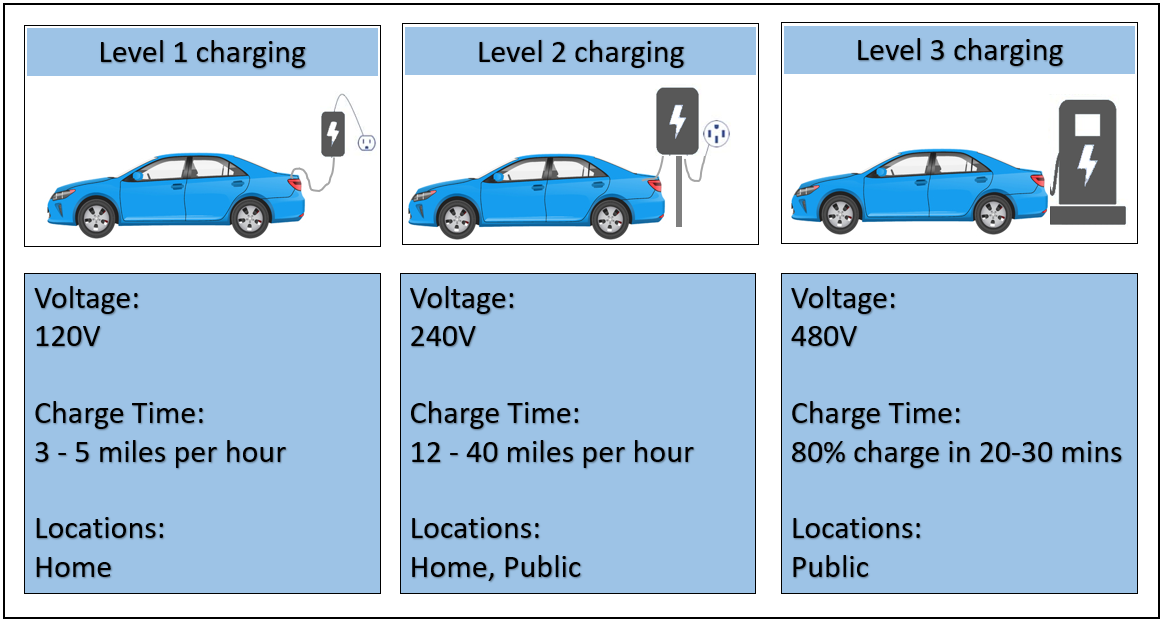 Level 1 charging
Level 2 charging
Level 3 charging
Voltage:
120V
Charge Time:
3 - 5 miles per hour
Locations:
Home
Voltage:
240V
Charge Time:
12 - 40 miles per hour
Locations:
Home, Public
Voltage:
480V
Charge Time:
80% charge in 20-30 mins
Locations:
Public